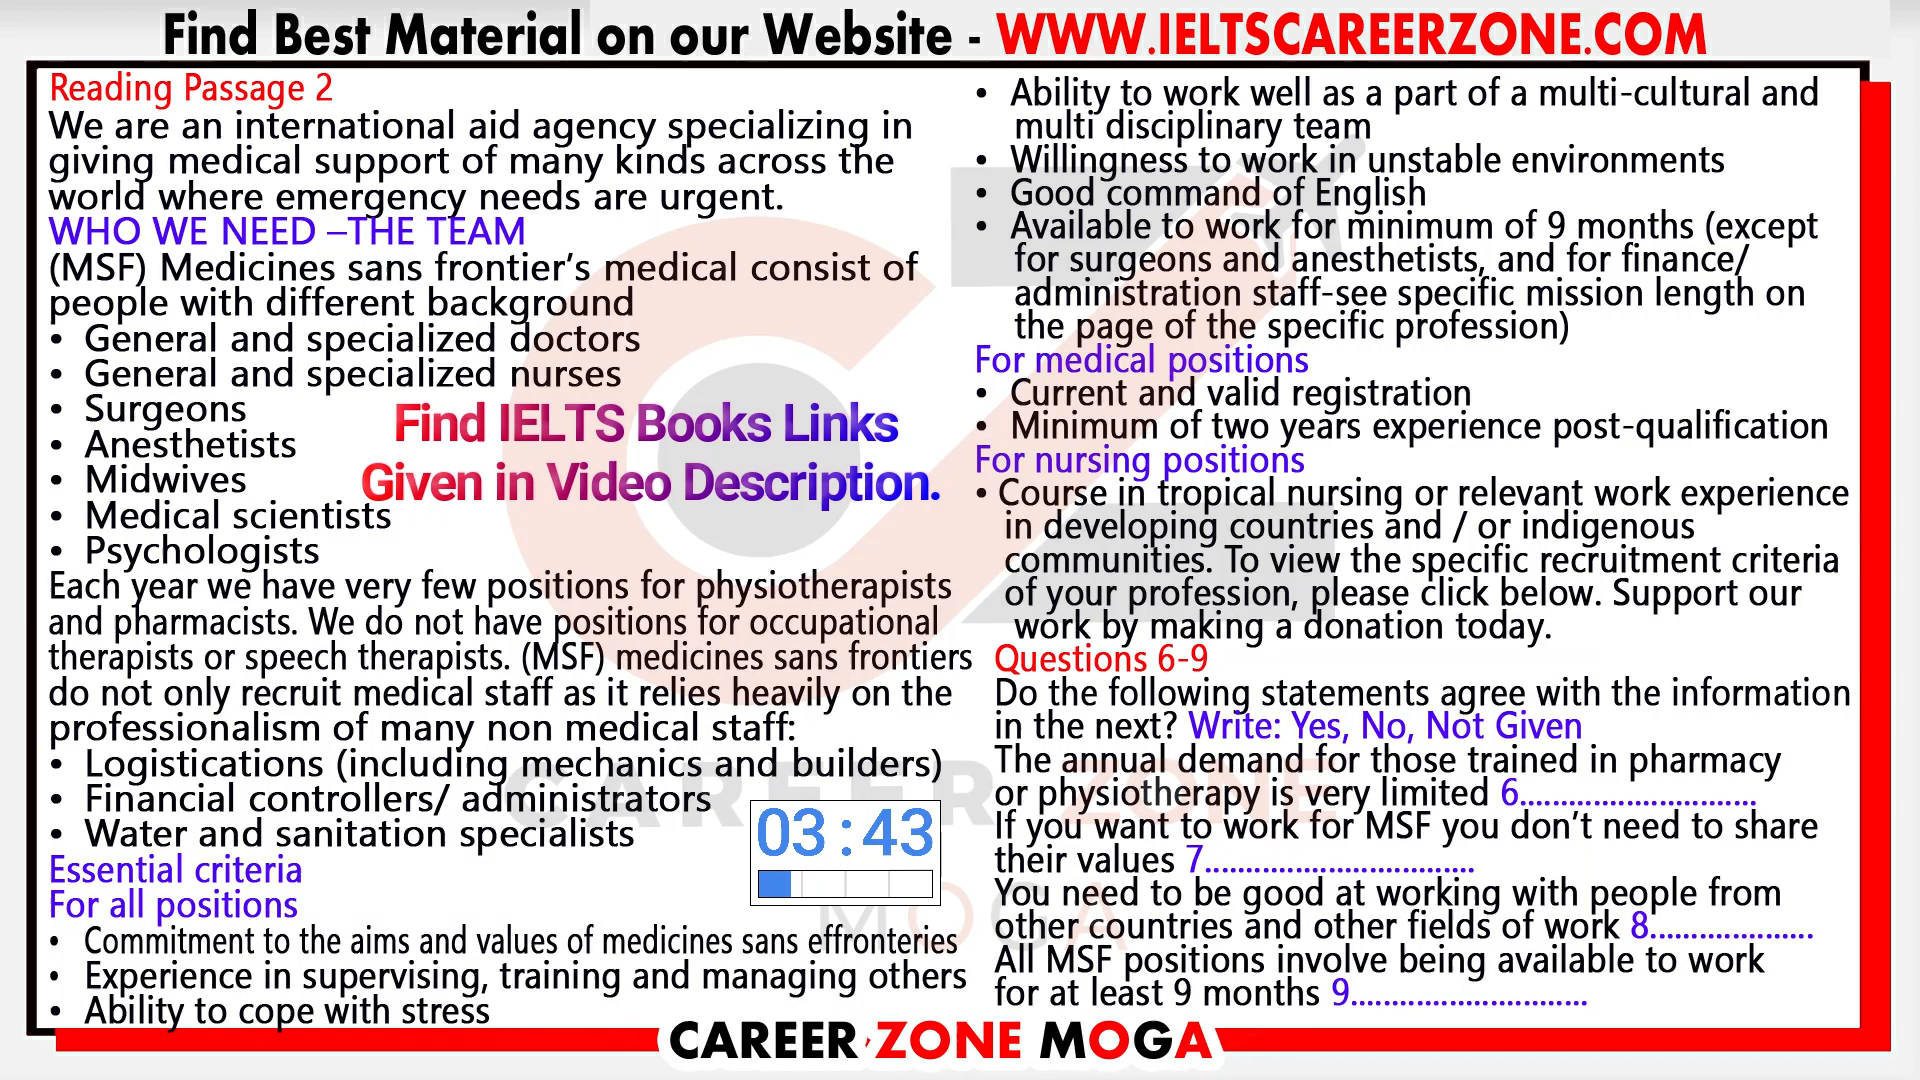 Find Best Material on our Website - WWW.IELTSCAREERZONE.COM
Reading Passage 2
We are an international aid agency specializing in
giving medical support of many kinds across the
world where emergency needs are urgent.
WHO WE NEED –THE TEAM
(MSF) Medicines sans frontier’s medical consist of
people with different background
• General and specialized doctors
• General and specialized nurses
• Surgeons
• Anesthetists
• Midwives
• Medical scientists
• Psychologists
Find IELTS Books Links
Given in Video Description.
Each year we have very few positions for physiotherapists
and pharmacists. We do not have positions for occupational
therapists or speech therapists. (MSF) medicines sans frontiers
do not only recruit medical staff as it relies heavily on the
professionalism of many non medical staff:
• Logistications (including mechanics and builders)
• Financial controllers/ administrators
• Water and sanitation specialists
03:43
Essential criteria
For all positions
• Commitment to the aims and values of medicines sans effronteries
• Experience in supervising, training and managing others
• Ability to cope with stress
• Ability to work well as a part of a multi-cultural and
multi disciplinary team
• Willingness to work in unstable environments
• Good command of English
• Available to work for minimum of 9 months (except
for surgeons and anesthetists, and for finance/
administration staff-see specific mission length on
the page of the specific profession)
For medical positions
• Current and valid registration
• Minimum of two years experience post-qualification
For nursing positions
• Course in tropical nursing or relevant work experience
in developing countries and / or indigenous
communities. To view the specific recruitment criteria
of your profession, please click below. Support our
work by making a donation today.
Questions 6-9
Do the following statements agree with the information
in the next? Write: Yes, No, Not Given
The annual demand for those trained in pharmacy
or physiotherapy is very limited 6.............................
If you want to work for MSF you don’t need to share
their values 7.................................
You need to be good at working with people from
other countries and other fields of work 8....................
All MSF positions involve being available to work
for at least 9 months 9.............................
CAREER ZONE
MOGA
CAREER ZONE MOGA